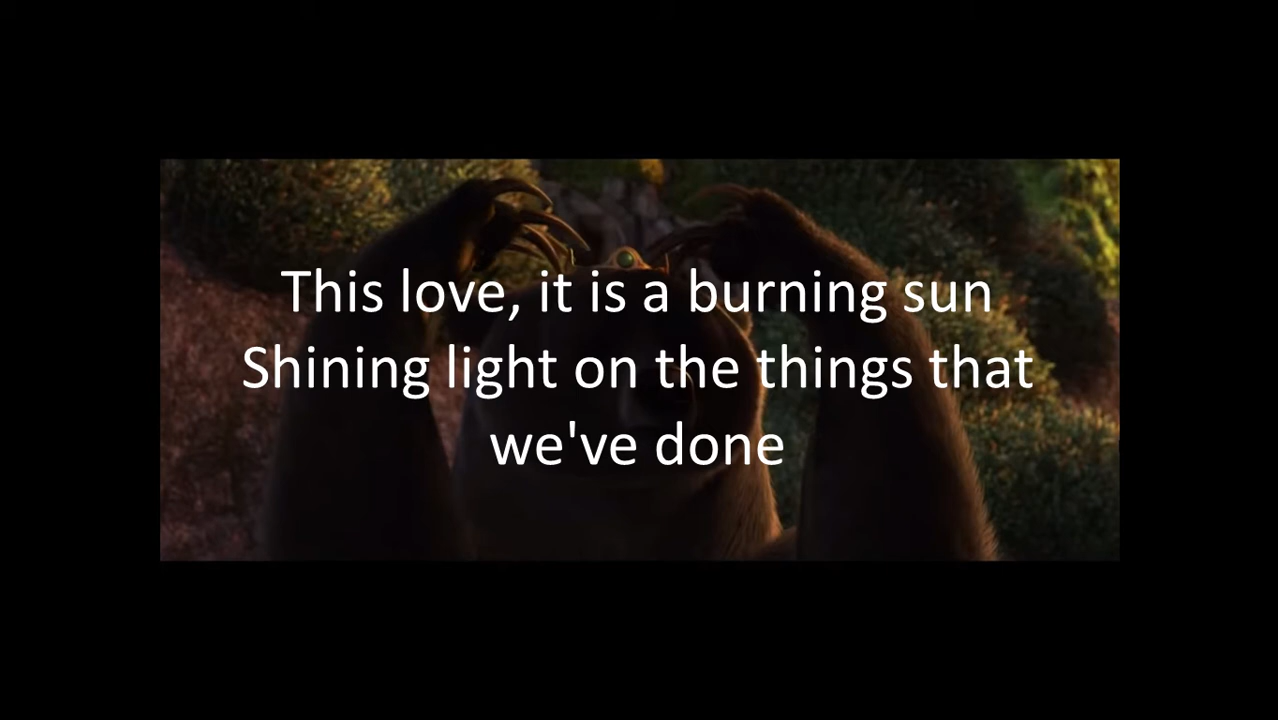 This love, it is a burning sun
Shining light on the things that
we've done